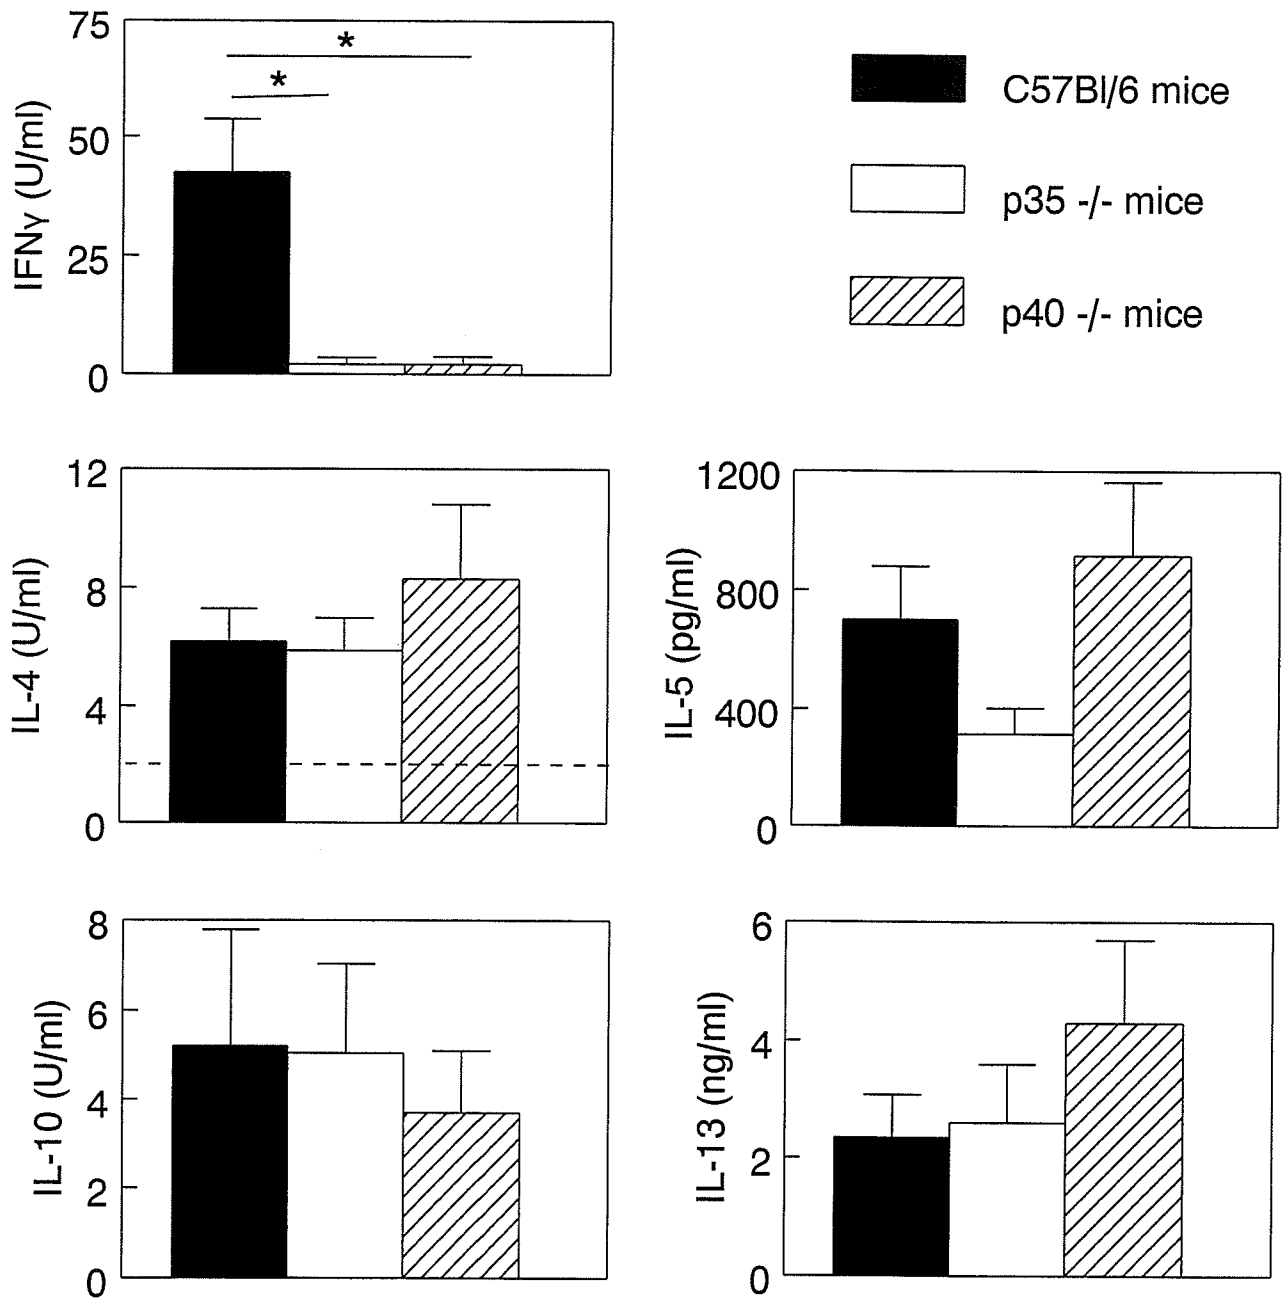 75
50
25
0
IFNγ (U/ml)
*
*
C57Bl/6 mice
p35 -/- mice
p40 -/- mice
12
8
4
0
IL-4 (U/ml)
1200
800
400
0
IL-5 (pg/ml)
8
6
4
2
0
IL-10 (U/ml)
6
4
2
0
IL-13 (ng/ml)